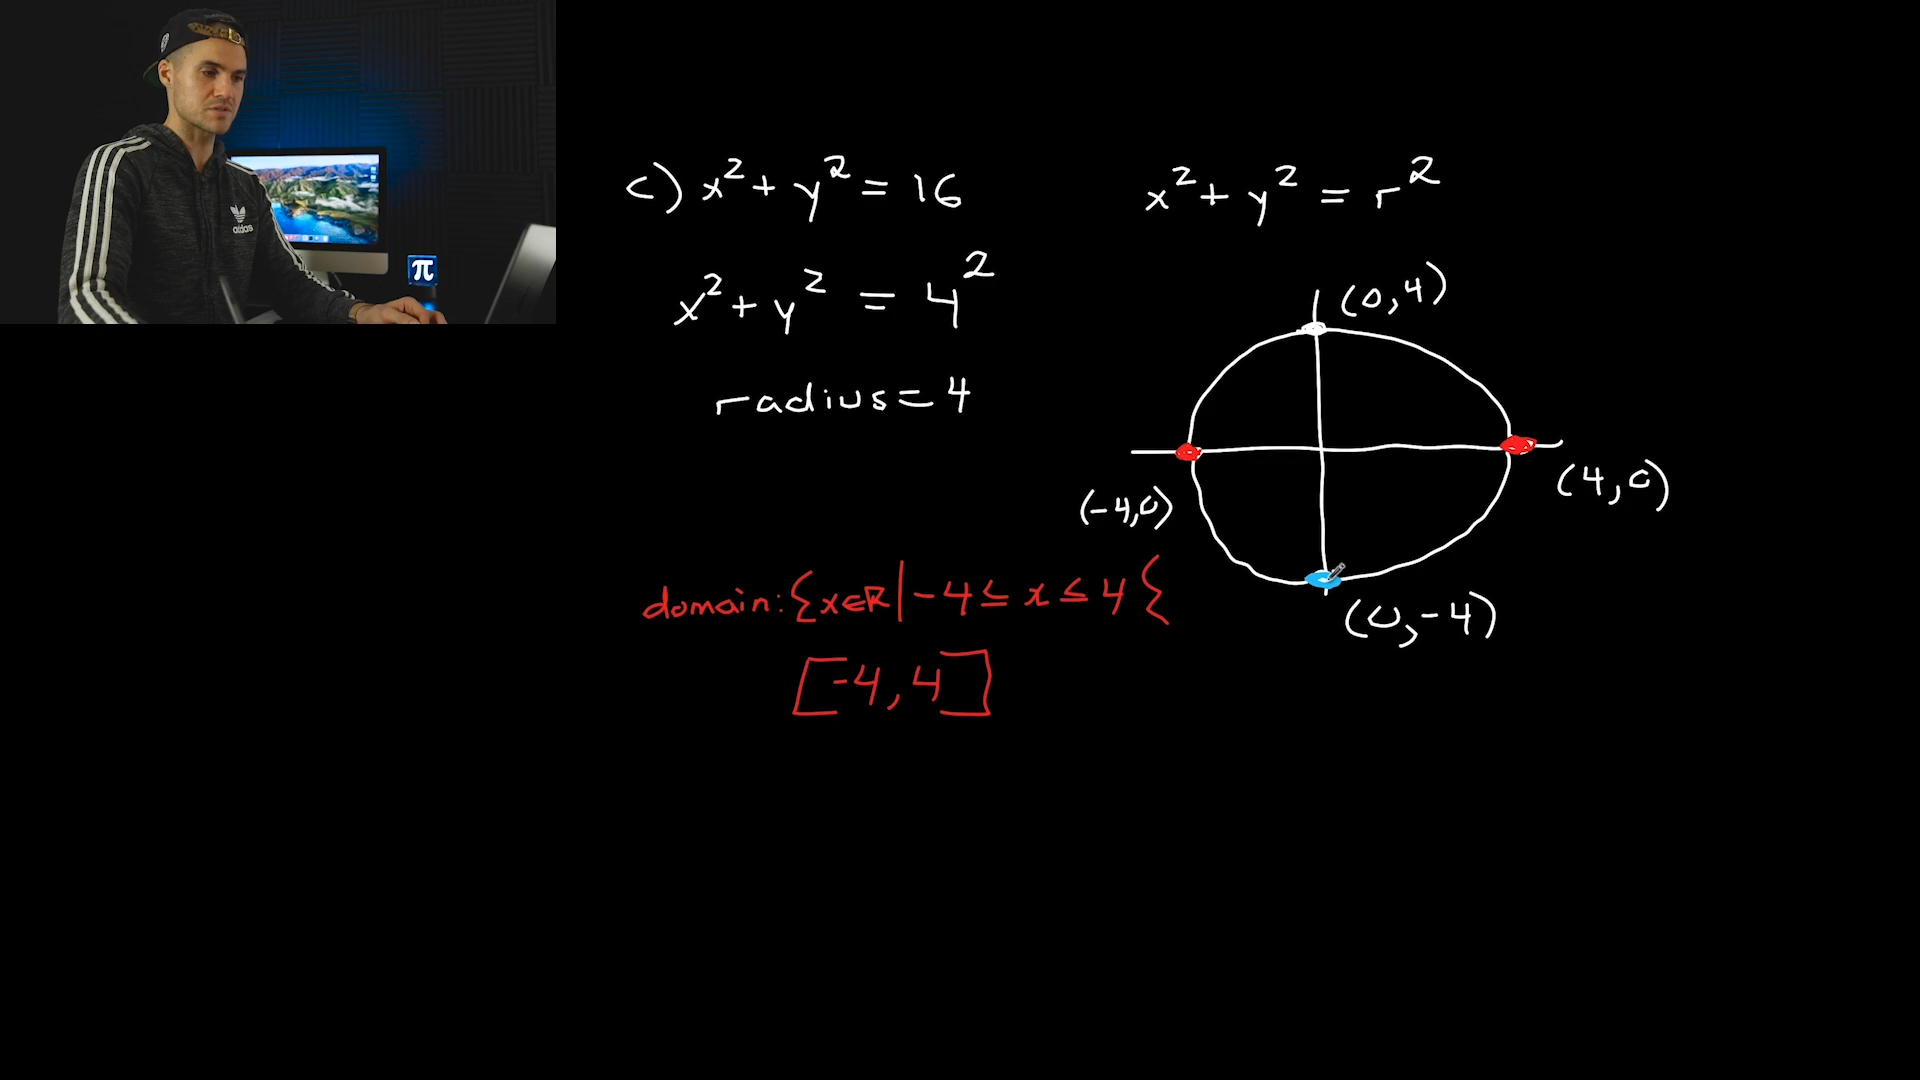 adidas
π
c) x² + y² = 16
x² + y² = r²
x² + y² = 4²
radius = 4
(0,4)
(-4,0)
(4,0)
(0,-4)
domain: {x∈R | -4 ≤ x ≤ 4 {
[-4, 4]